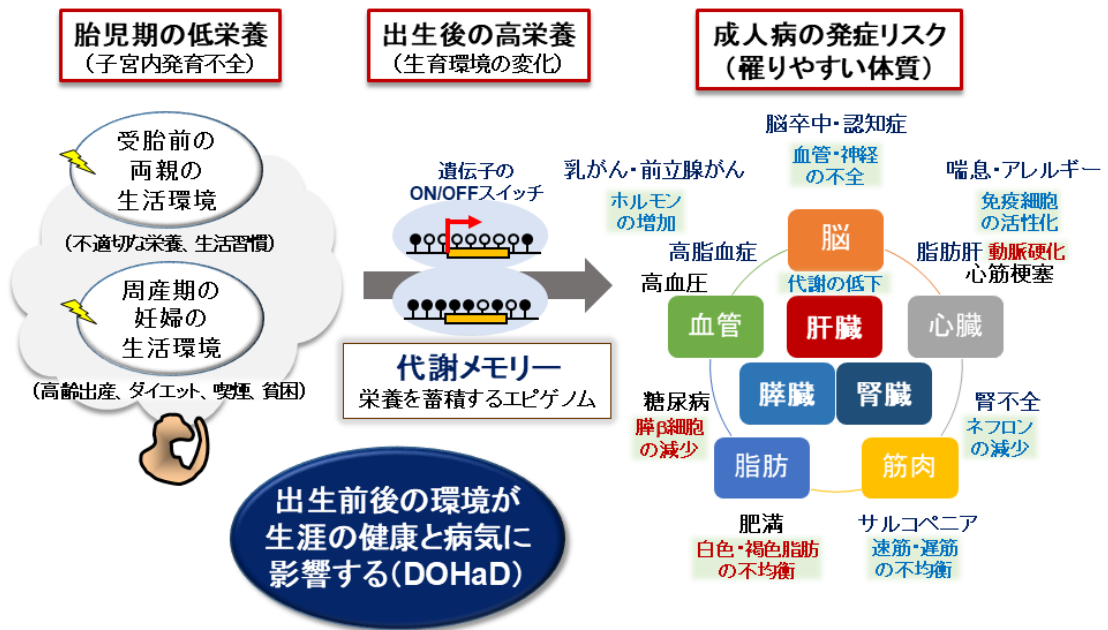 胎児期の低栄養
(子宮内発育不全)
受胎前の
両親の
生活環境
(不適切な栄養、生活習慣)
周産期の
妊婦の
生活環境
(高齢出産、ダイエット、喫煙、貧困)
出生後の高栄養
(生育環境の変化)
遺伝子の
ON/OFFスイッチ
代謝メモリー
栄養を蓄積するエピゲノム
出生前後の環境が
生涯の健康と病気に
影響する(DOHaD)
成人病の発症リスク
(罹りやすい体質)
脳卒中・認知症
血管・神経
の不全
乳がん・前立腺がん
ホルモン
の増加
喘息・アレルギー
免疫細胞
の活性化
脳
高脂血症
高血圧
脂肪肝 動脈硬化
心筋梗塞
代謝の低下
血管
肝臓
心臓
膵臓
腎臓
糖尿病
膵β細胞
の減少
腎不全
ネフロン
の減少
脂肪
筋肉
肥満
白色・褐色脂肪
の不均衡
サルコペニア
速筋・遅筋
の不均衡